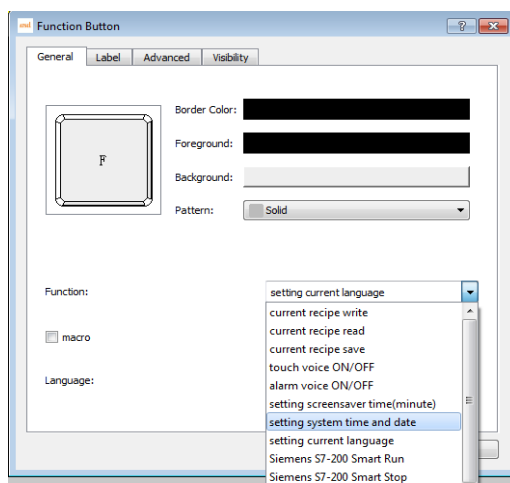 Function Button
General Label Advanced Visibility
Border Color:
F
Foreground:
Background:
Pattern: Solid
Function: setting current language
current recipe write
current recipe read
macro
current recipe save
touch voice ON/OFF
Language:
alarm voice ON/OFF
setting screensaver time(minute)
setting system time and date
setting current language
Siemens S7-200 Smart Run
Siemens S7-200 Smart Stop